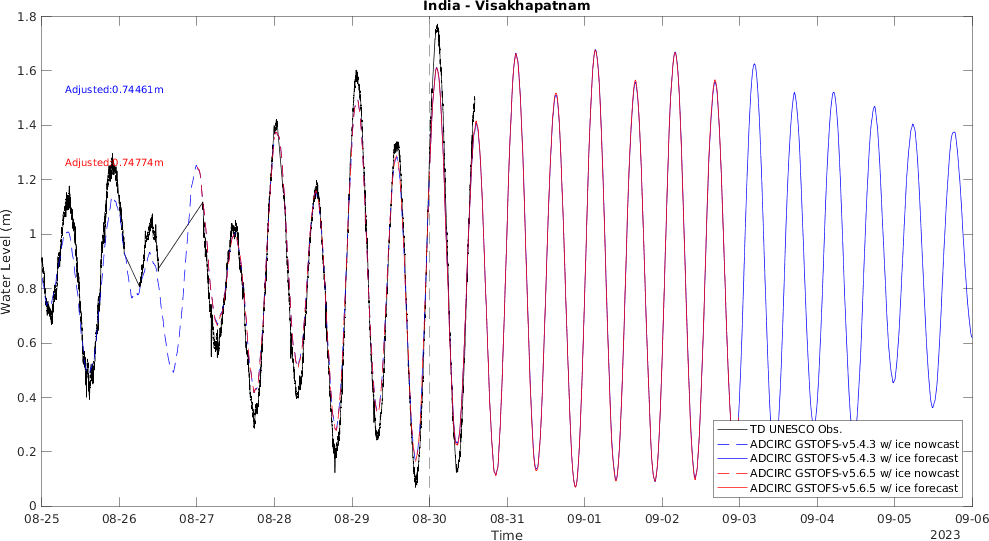 India - Visakhapatnam
1.8
1.6
1.4
1.2
1
0.8
0.6
0.4
0.2
0
Water Level (m)
Adjusted:0.74461m
Adjusted:0.74774m
TD UNESCO Obs.
ADCIRC GSTOFS-v5.4.3 w/ ice nowcast
ADCIRC GSTOFS-v5.4.3 w/ ice forecast
ADCIRC GSTOFS-v5.6.5 w/ ice nowcast
ADCIRC GSTOFS-v5.6.5 w/ ice forecast
08-25 08-26 08-27 08-28 08-29 08-30 08-31 09-01 09-02 09-03 09-04 09-05 09-06
Time
2023